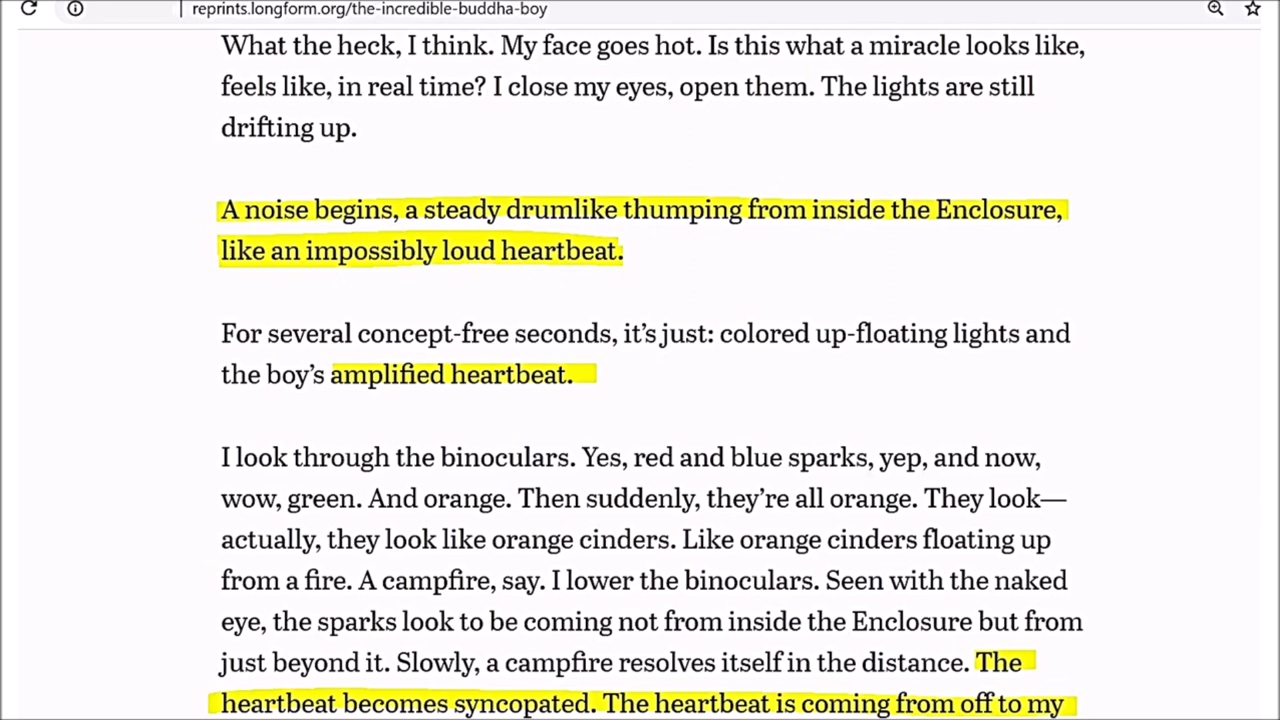 reprints.longform.org/the-incredible-buddha-boy
What the heck, I think. My face goes hot. Is this what a miracle looks like,
feels like, in real time? I close my eyes, open them. The lights are still
drifting up.
A noise begins, a steady drumlike thumping from inside the Enclosure,
like an impossibly loud heartbeat.
For several concept-free seconds, it’s just: colored up-floating lights and
the boy’s amplified heartbeat.
I look through the binoculars. Yes, red and blue sparks, yep, and now,
wow, green. And orange. Then suddenly, they’re all orange. They look—
actually, they look like orange cinders. Like orange cinders floating up
from a fire. A campfire, say. I lower the binoculars. Seen with the naked
eye, the sparks look to be coming not from inside the Enclosure but from
just beyond it. Slowly, a campfire resolves itself in the distance. The
heartbeat becomes syncopated. The heartbeat is coming from off to my